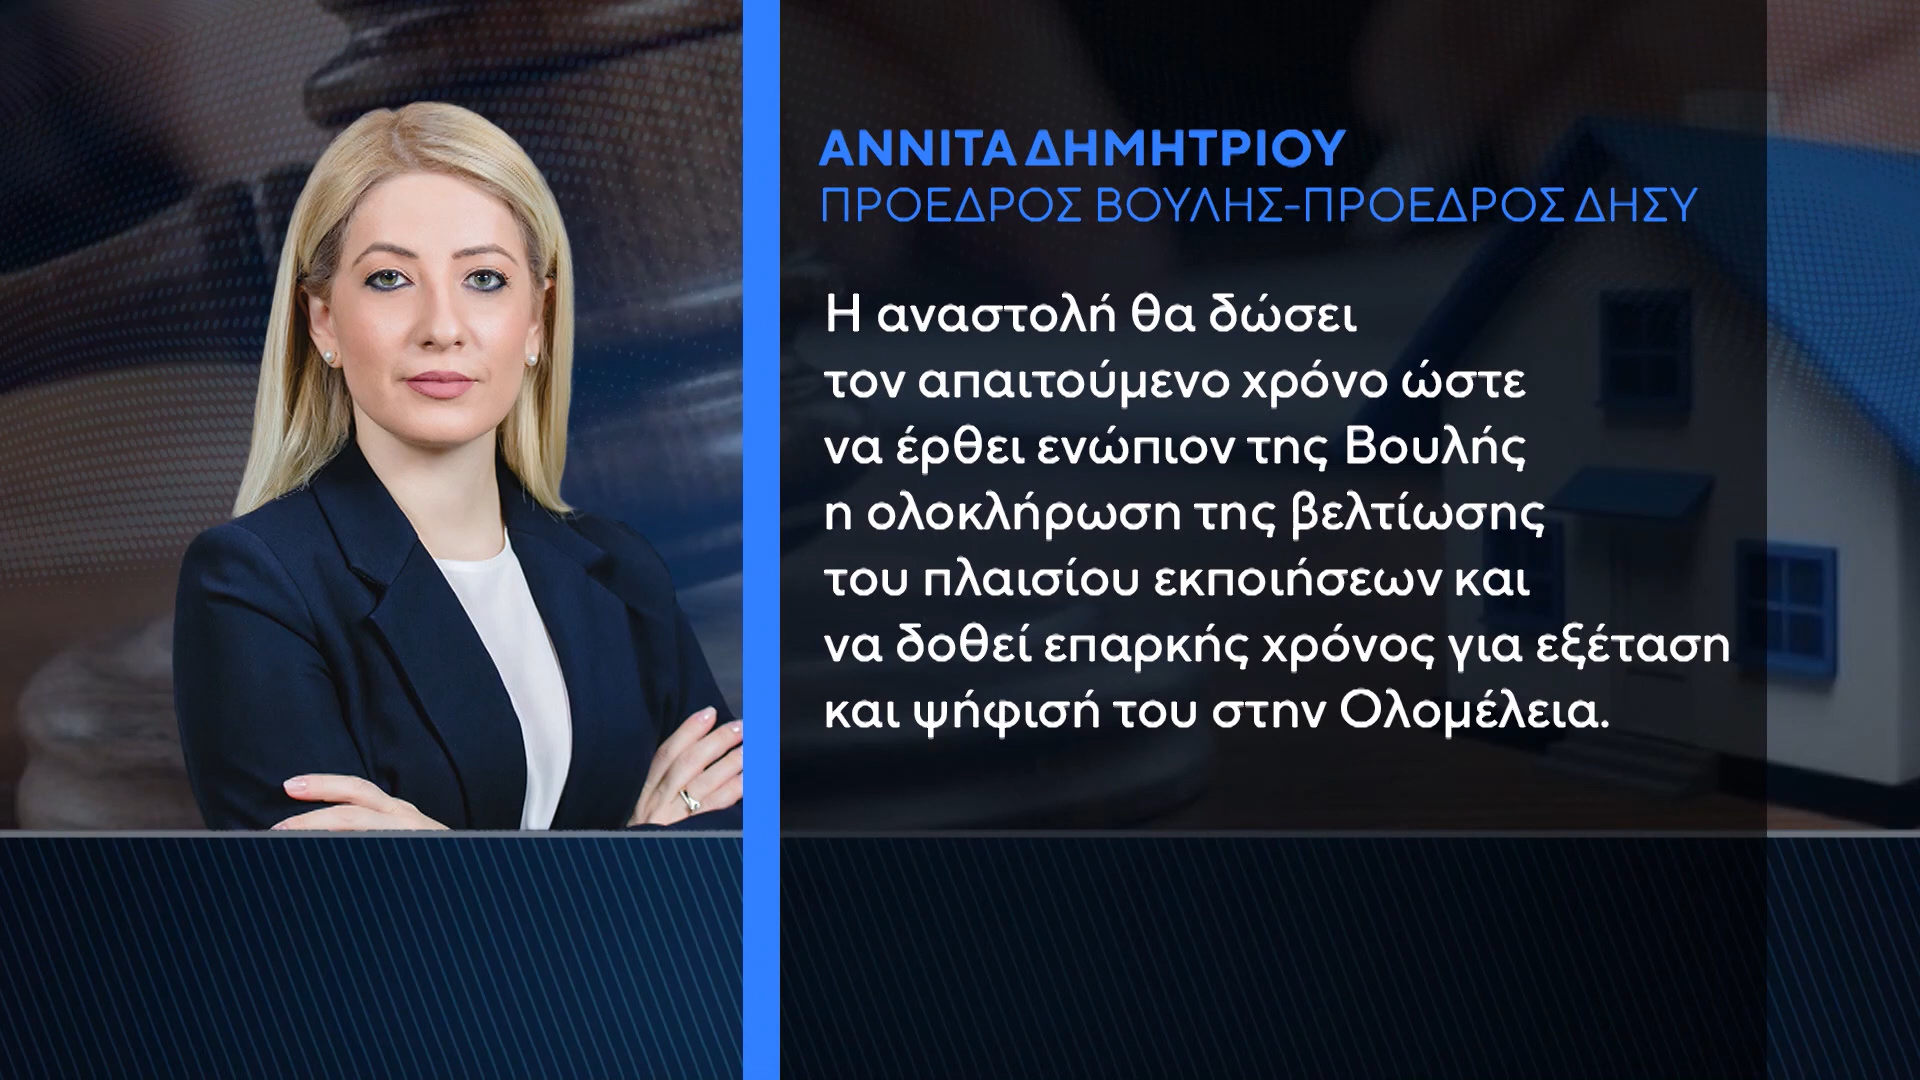 ΑΝΝΙΤΑ ΔΗΜΗΤΡΙΟΥ
ΠΡΟΕΔΡΟΣ ΒΟΥΛΗΣ-ΠΡΟΕΔΡΟΣ ΔΗΣΥ
Η αναστολή θα δώσει
τον απαιτούμενο χρόνο ώστε
να έρθει ενώπιον της Βουλής
η ολοκλήρωση της βελτίωσης
του πλαισίου εκποιήσεων και
να δοθεί επαρκής χρόνος για εξέταση
και ψήφισή του στην Ολομέλεια.